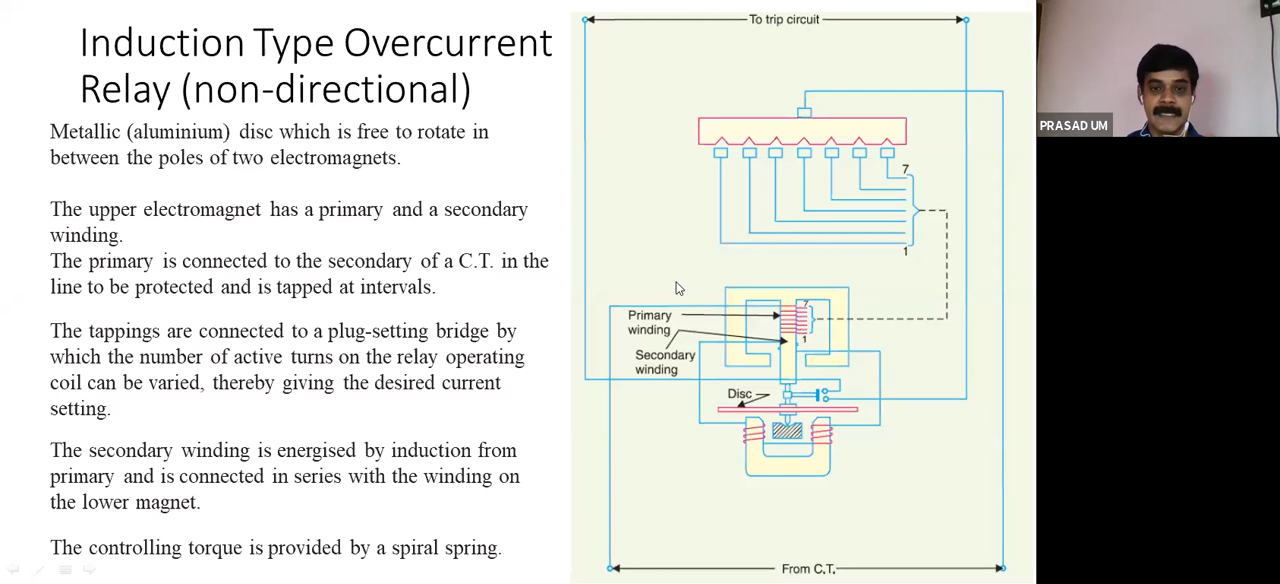 Induction Type Overcurrent
Relay (non-directional)
Metallic (aluminium) disc which is free to rotate in
between the poles of two electromagnets.
The upper electromagnet has a primary and a secondary
winding.
The primary is connected to the secondary of a C.T. in the
line to be protected and is tapped at intervals.
The tappings are connected to a plug-setting bridge by
which the number of active turns on the relay operating
coil can be varied, thereby giving the desired current
setting.
The secondary winding is energised by induction from
primary and is connected in series with the winding on
the lower magnet.
The controlling torque is provided by a spiral spring.
To trip circuit
7
1
7
Primary
winding
1
Secondary
winding
Disc
From C.T.
PRASAD UM